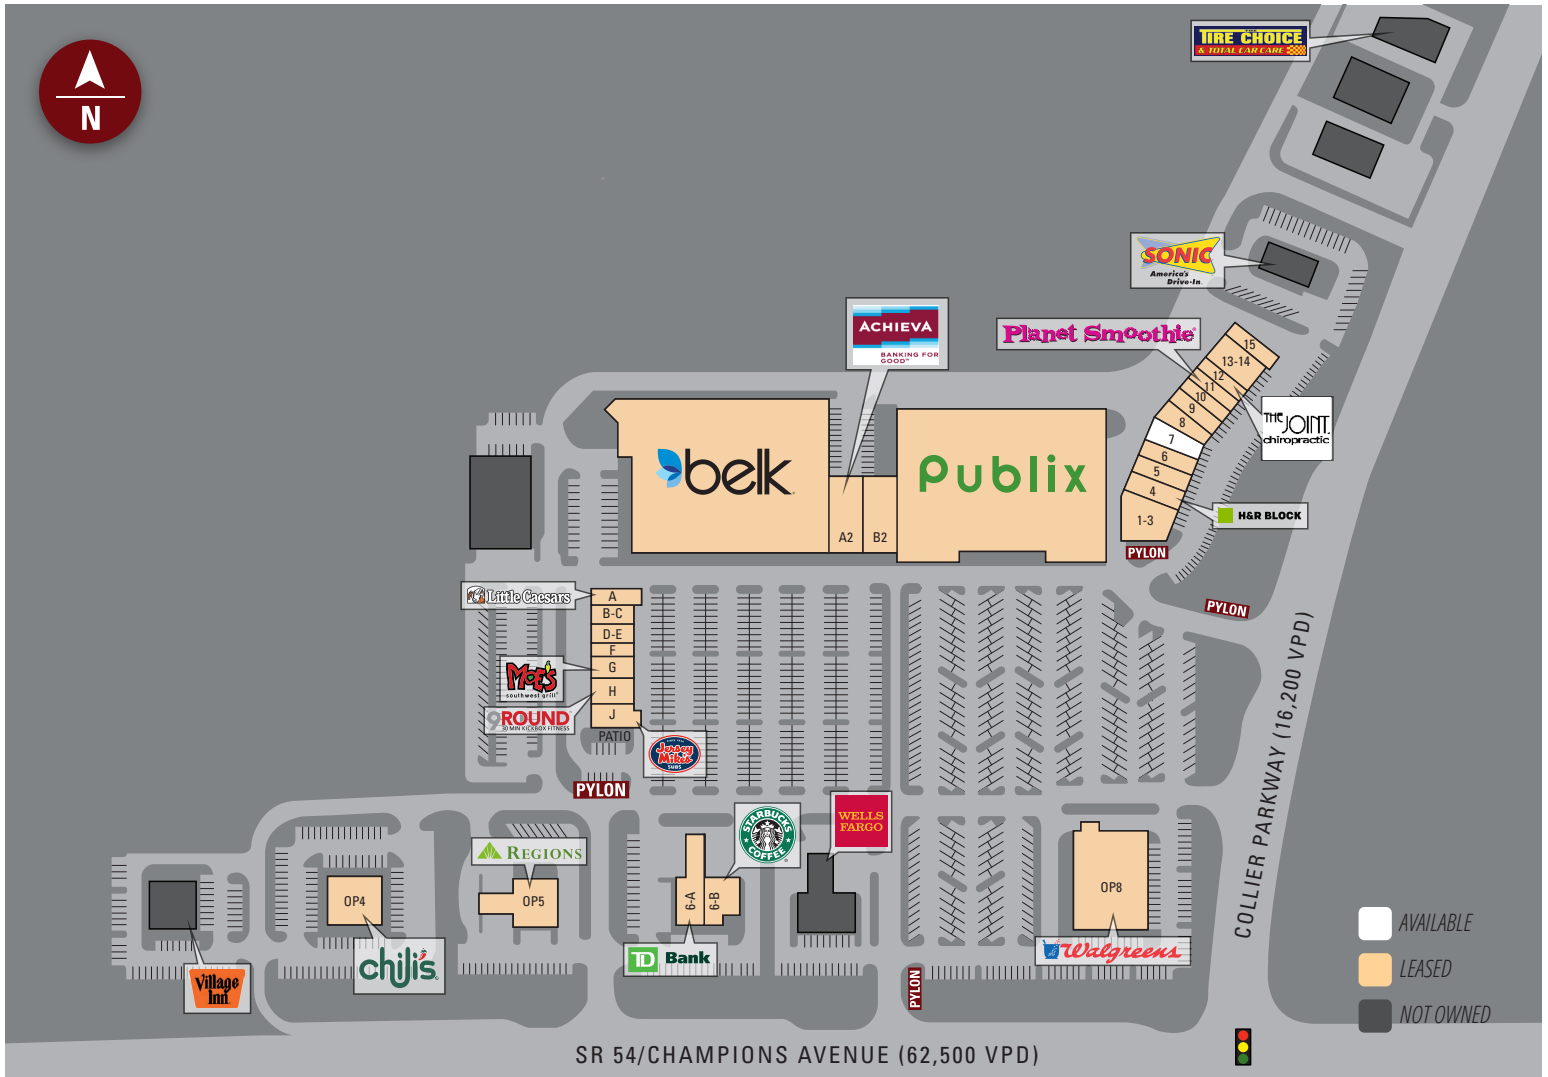 THE
TIRE CHOICE
& TOTAL CAR CARE
N
SONIC
America's
Drive-In
ACHIEVA
BANKING FOR
GOOD™
Planet Smoothie
15
13-14
12
11
10
9
8
7
6
5
4
1-3
THE JOINT
chiropractic
belk
Publix
A2
B2
H&R BLOCK
PYLON
PYLON
Little Caesars
A
B-C
D-E
F
G
H
J
MOE'S
southwest grill
9ROUND
30 MIN KICKBOX FITNESS
PATIO
SINCE 1956
Jersey
Mike's
SUBS
PYLON
COLLIER PARKWAY (16,200 VPD)
STARBUCKS
COFFEE
WELLS
FARGO
REGIONS
OP4
OP5
6-A
6-B
OP8
Village
Inn
chili's
TD Bank
Walgreens
PYLON
AVAILABLE
LEASED
NOT OWNED
SR 54/CHAMPIONS AVENUE (62,500 VPD)